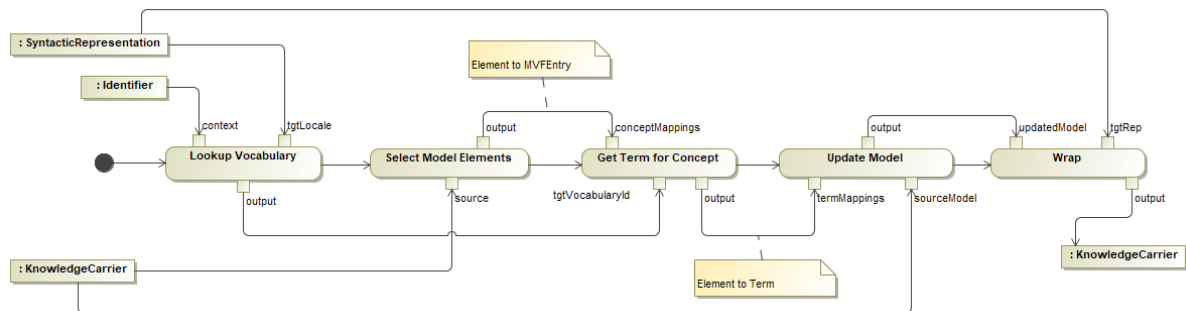 : SyntacticRepresentation
Element to MVFEntry
: Identifier
context
tgtLocale
output
conceptMappings
output
updatedModel
tgtRep
Lookup Vocabulary
Select Model Elements
Get Term for Concept
Update Model
Wrap
output
source
tgtVocabularyId
output
termMappings
sourceModel
output
: KnowledgeCarrier
: KnowledgeCarrier
Element to Term